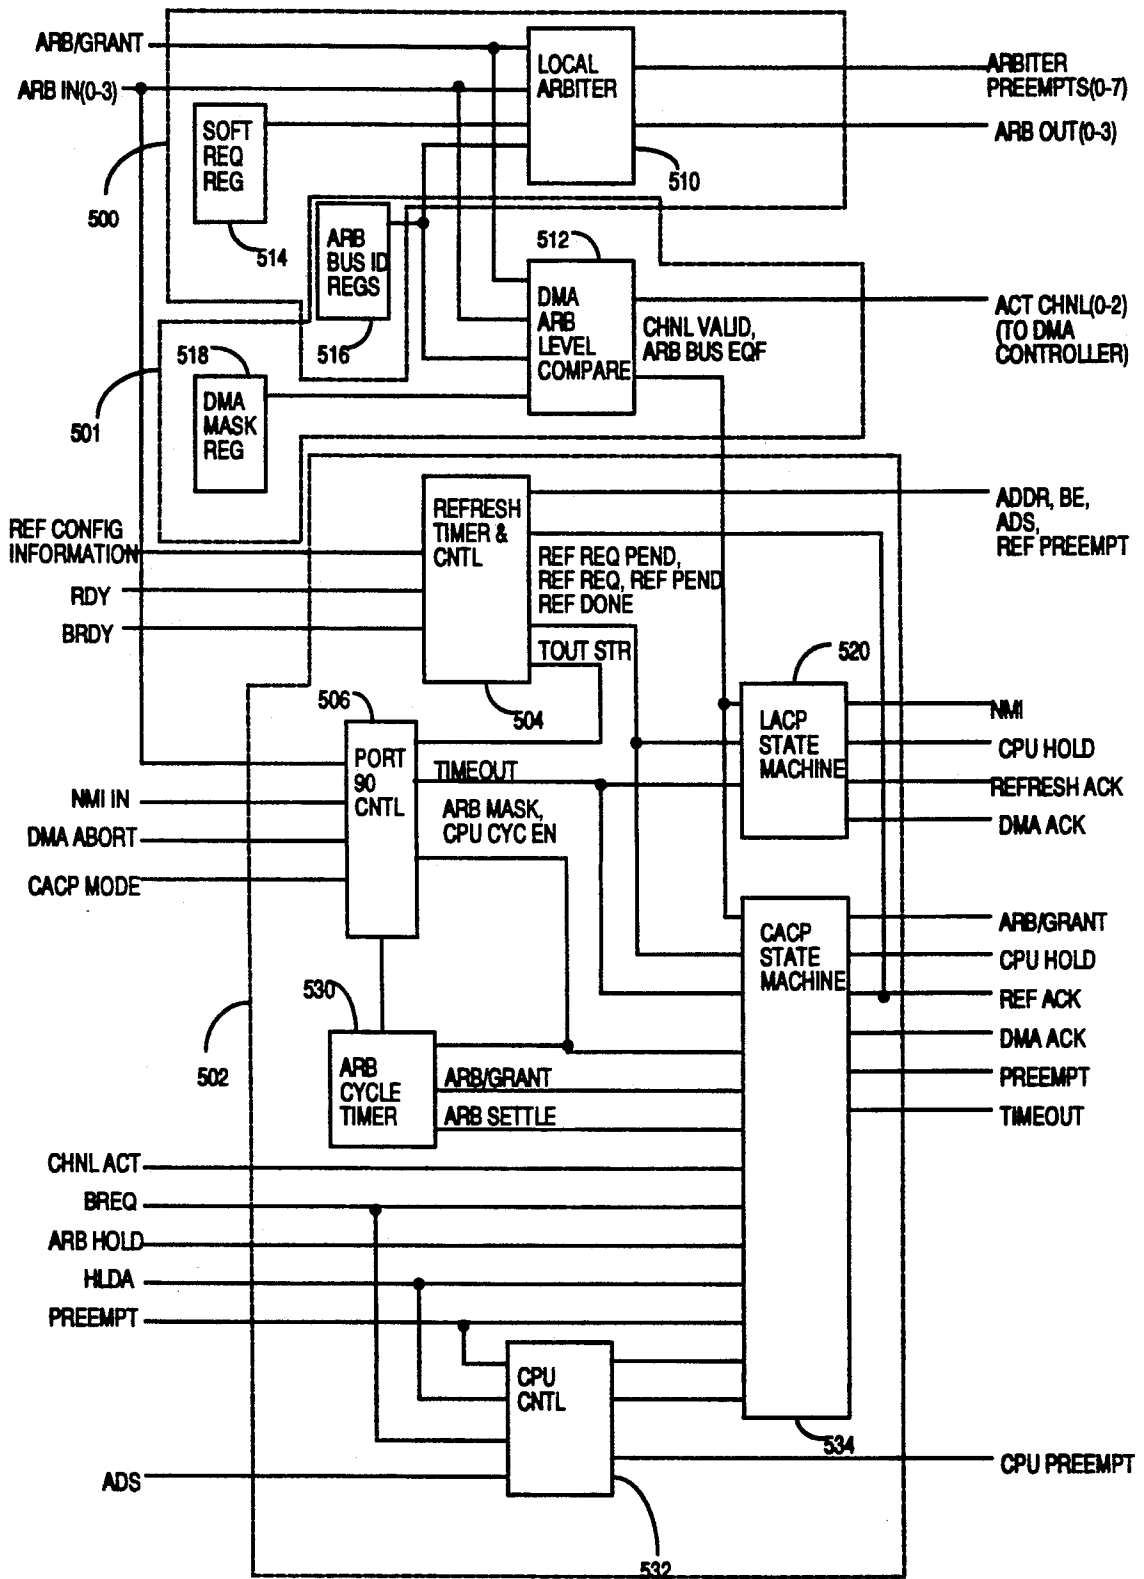 ARB/GRANT
ARB IN(0-3)
LOCAL
ARBITER
ARBITER
PREEMPTS(0-7)
ARB OUT(0-3)
SOFT
REQ
REG
500
514
510
ARB
BUS ID
REGS
516
512
DMA
ARB
LEVEL
COMPARE
CHNL VALID,
ARB BUS EQF
ACT CHNL(0-2)
(TO DMA
CONTROLLER)
518
DMA
MASK
REG
501
REF CONFIG
INFORMATION
RDY
BRDY
REFRESH
TIMER &
CNTL
ADDR, BE,
ADS,
REF PREEMPT
REF REQ PEND,
REF REQ, REF PEND
REF DONE
TOUT STR
504
506
PORT
90
CNTL
NMI IN
DMA ABORT
CACP MODE
TIMEOUT
ARB MASK,
CPU CYC EN
520
LACP
STATE
MACHINE
NMI
CPU HOLD
REFRESH ACK
DMA ACK
CACP
STATE
MACHINE
ARB/GRANT
CPU HOLD
REF ACK
DMA ACK
PREEMPT
TIMEOUT
530
ARB
CYCLE
TIMER
ARB/GRANT
ARB SETTLE
502
CHNL ACT
BREQ
ARB HOLD
HLDA
PREEMPT
CPU
CNTL
ADS
534
CPU PREEMPT
532